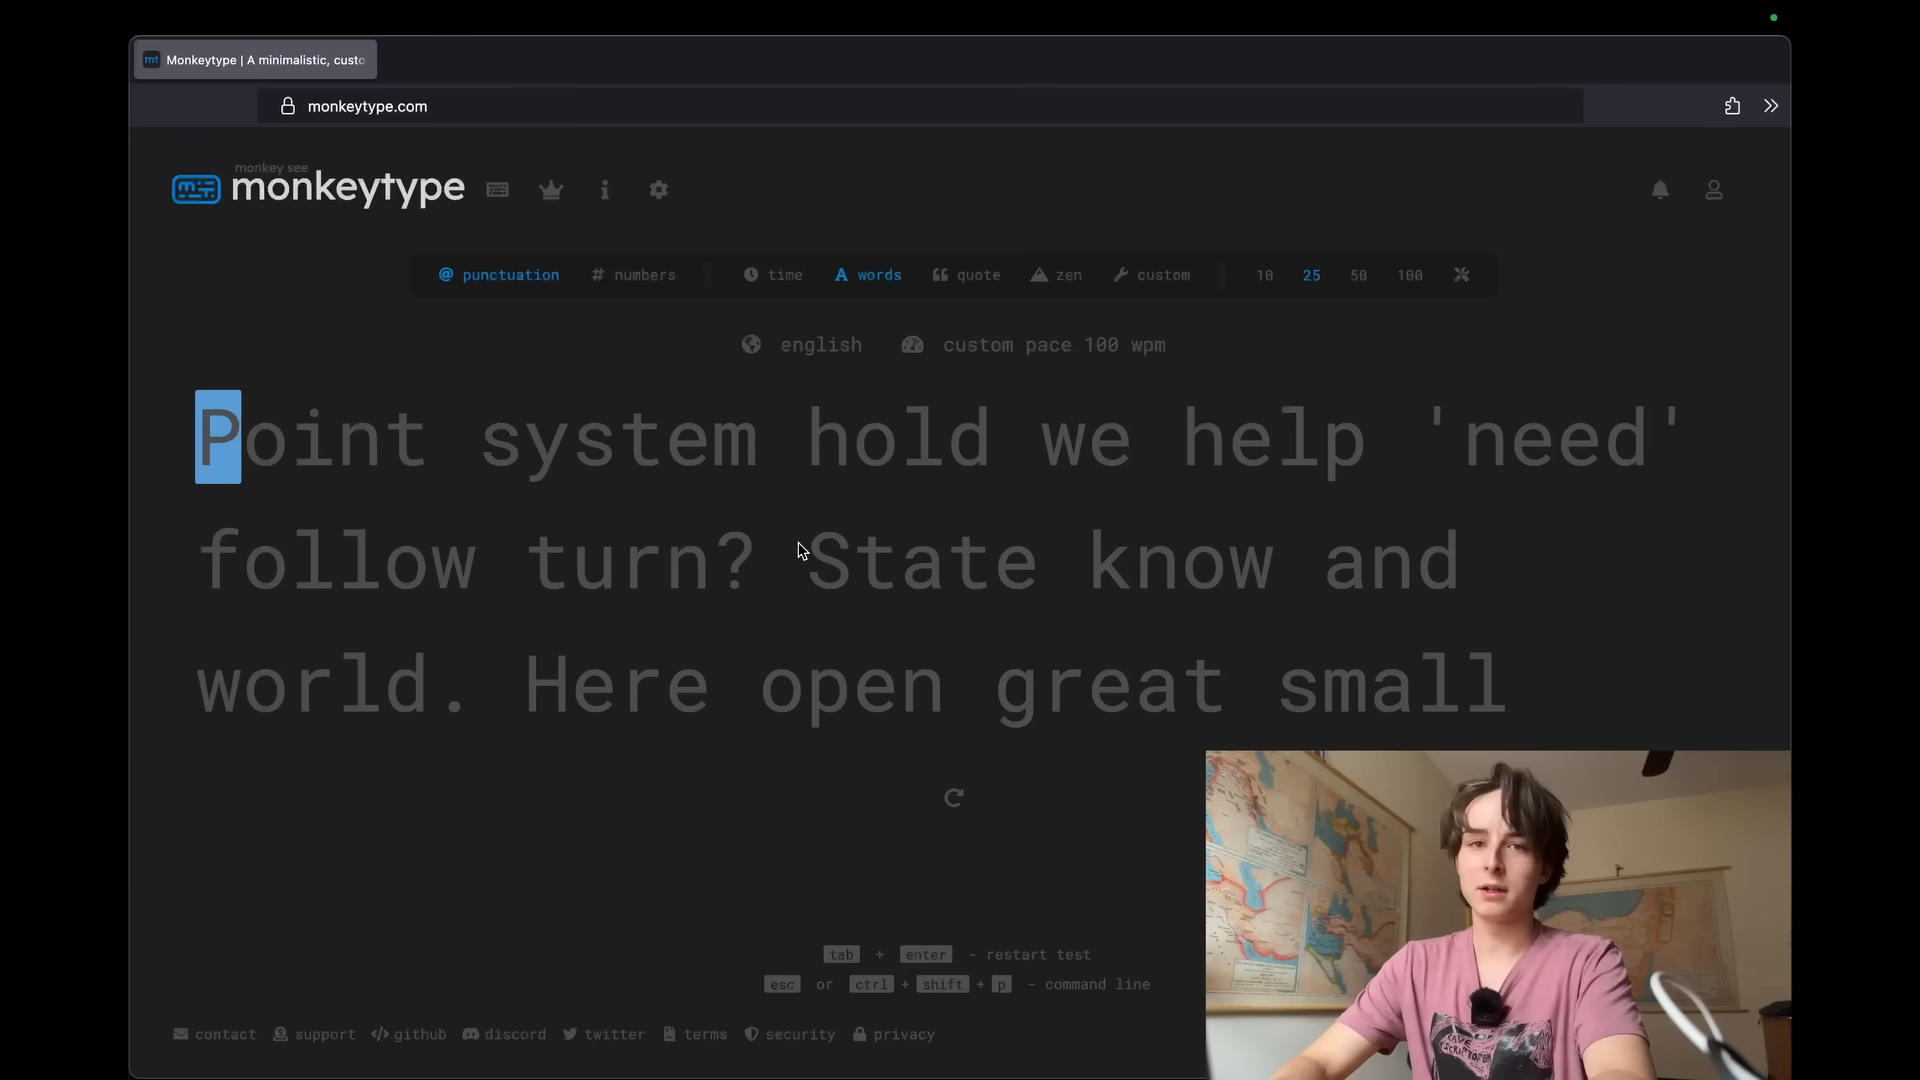 mt Monkeytype | A minimalistic, custo
monkeytype.com
monkey see
monkeytype
@ punctuation # numbers time A words quote zen custom 10 25 50 100
english custom pace 100 wpm
Point system hold we help 'need'
follow turn? State know and
world. Here open great small
tab + enter - restart test
esc or ctrl + shift + p - command line
contact support github discord twitter terms security privacy